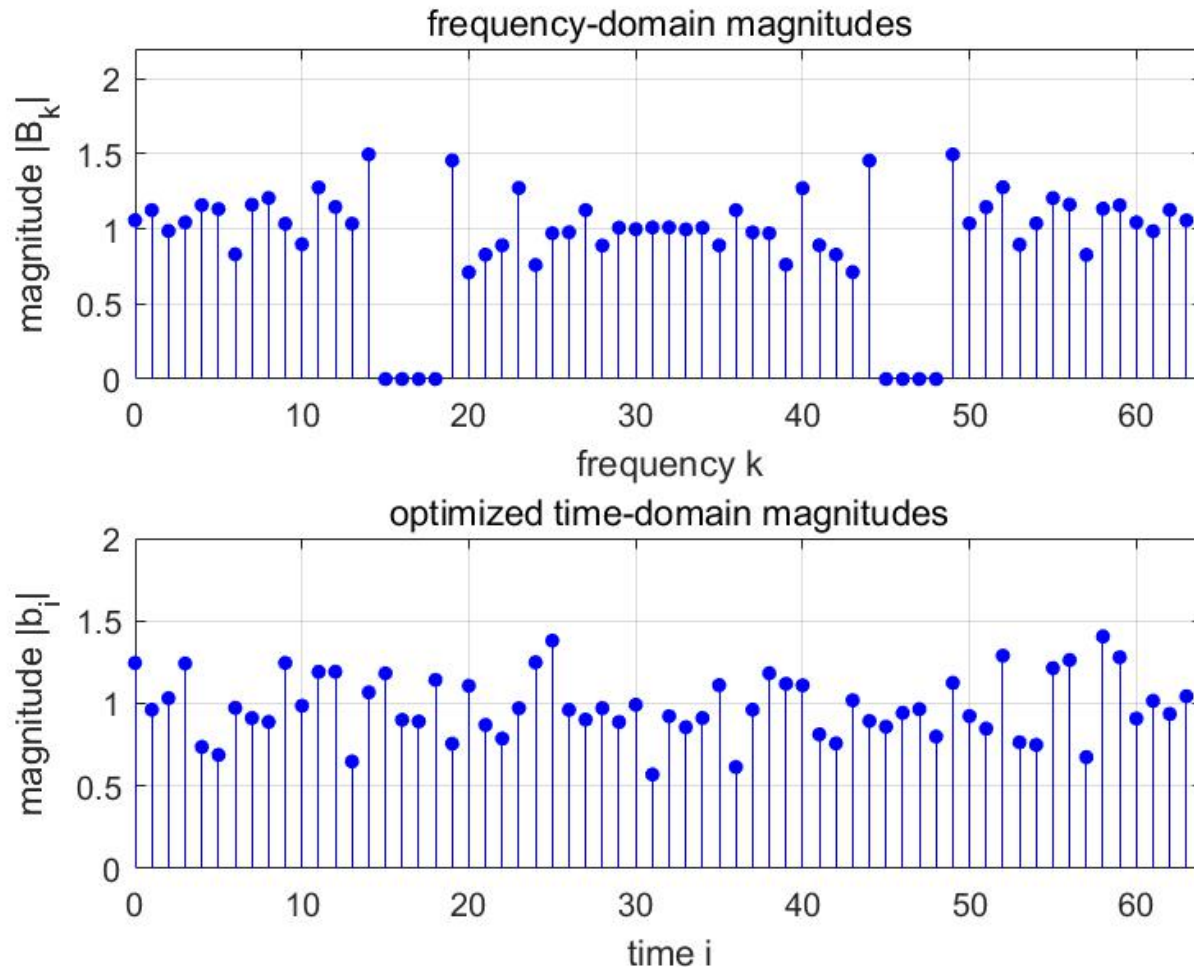 frequency-domain magnitudes
magnitude |B_k|
2
1.5
1
0.5
0
0 10 20 30 40 50 60
frequency k
optimized time-domain magnitudes
magnitude |b_i|
2
1.5
1
0.5
0
0 10 20 30 40 50 60
time i